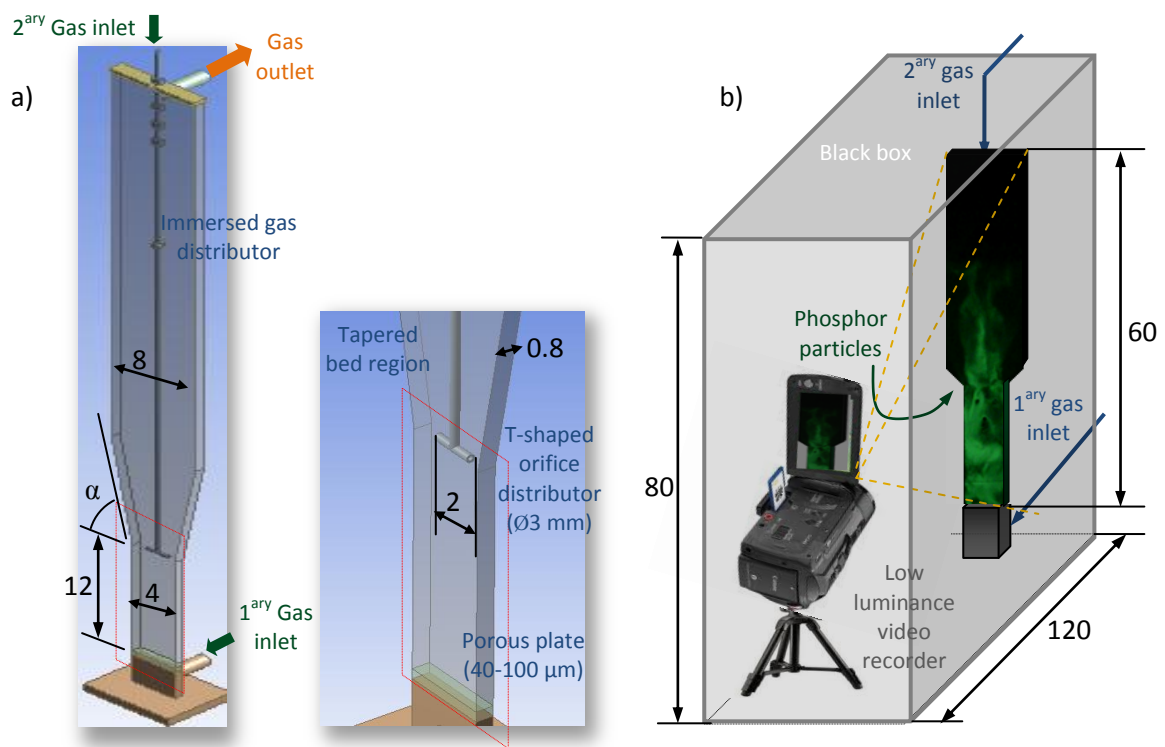 2ary Gas inlet
Gas
outlet
a)
Immersed gas
distributor
8
α
12
4
1ary Gas
inlet
Tapered
bed region
0.8
T-shaped
orifice
distributor
(Ø3 mm)
2
Porous plate
(40-100 µm)
b)
2ary gas
inlet
Black box
Phosphor
particles
60
1ary gas
inlet
80
Low
luminance
video
recorder
120